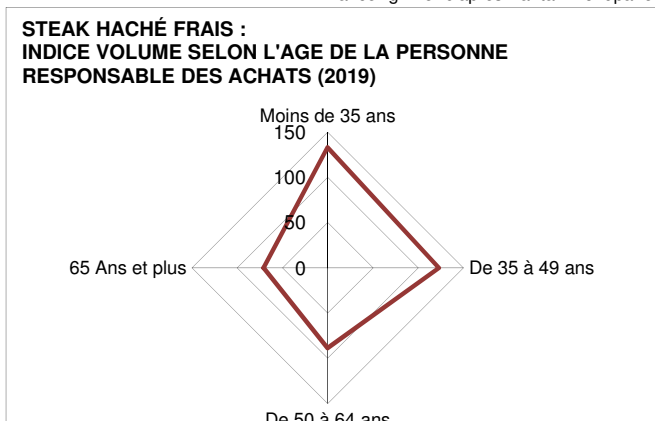 STEAK HACHÉ FRAIS :
INDICE VOLUME SELON L'AGE DE LA PERSONNE
RESPONSABLE DES ACHATS (2019)
Moins de 35 ans
150
100
50
65 Ans et plus
0
De 35 à 49 ans
De 50 à 64 ans